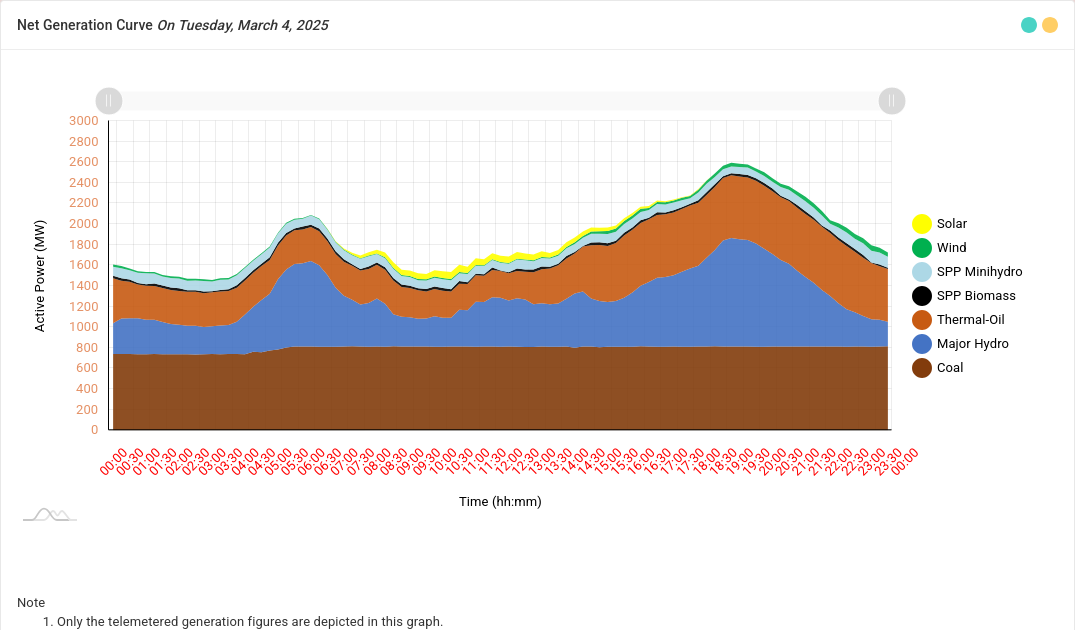 Net Generation Curve On Tuesday, March 4, 2025
3000
2800
2600
2400
2200
2000
1800
1600
1400
1200
1000
800
600
400
200
0
Active Power (MW)
00:00 00:30 01:00 01:30 02:00 02:30 03:00 03:30 04:00 04:30 05:00 05:30 06:00 06:30 07:00 07:30 08:00 08:30 09:00 09:30 10:00 10:30 11:00 11:30 12:00 12:30 13:00 13:30 14:00 14:30 15:00 15:30 16:00 16:30 17:00 17:30 18:00 18:30 19:00 19:30 20:00 20:30 21:00 21:30 22:00 22:30 23:00 23:30 00:00
Time (hh:mm)
Solar
Wind
SPP Minihydro
SPP Biomass
Thermal-Oil
Major Hydro
Coal
Note
1. Only the telemetered generation figures are depicted in this graph.